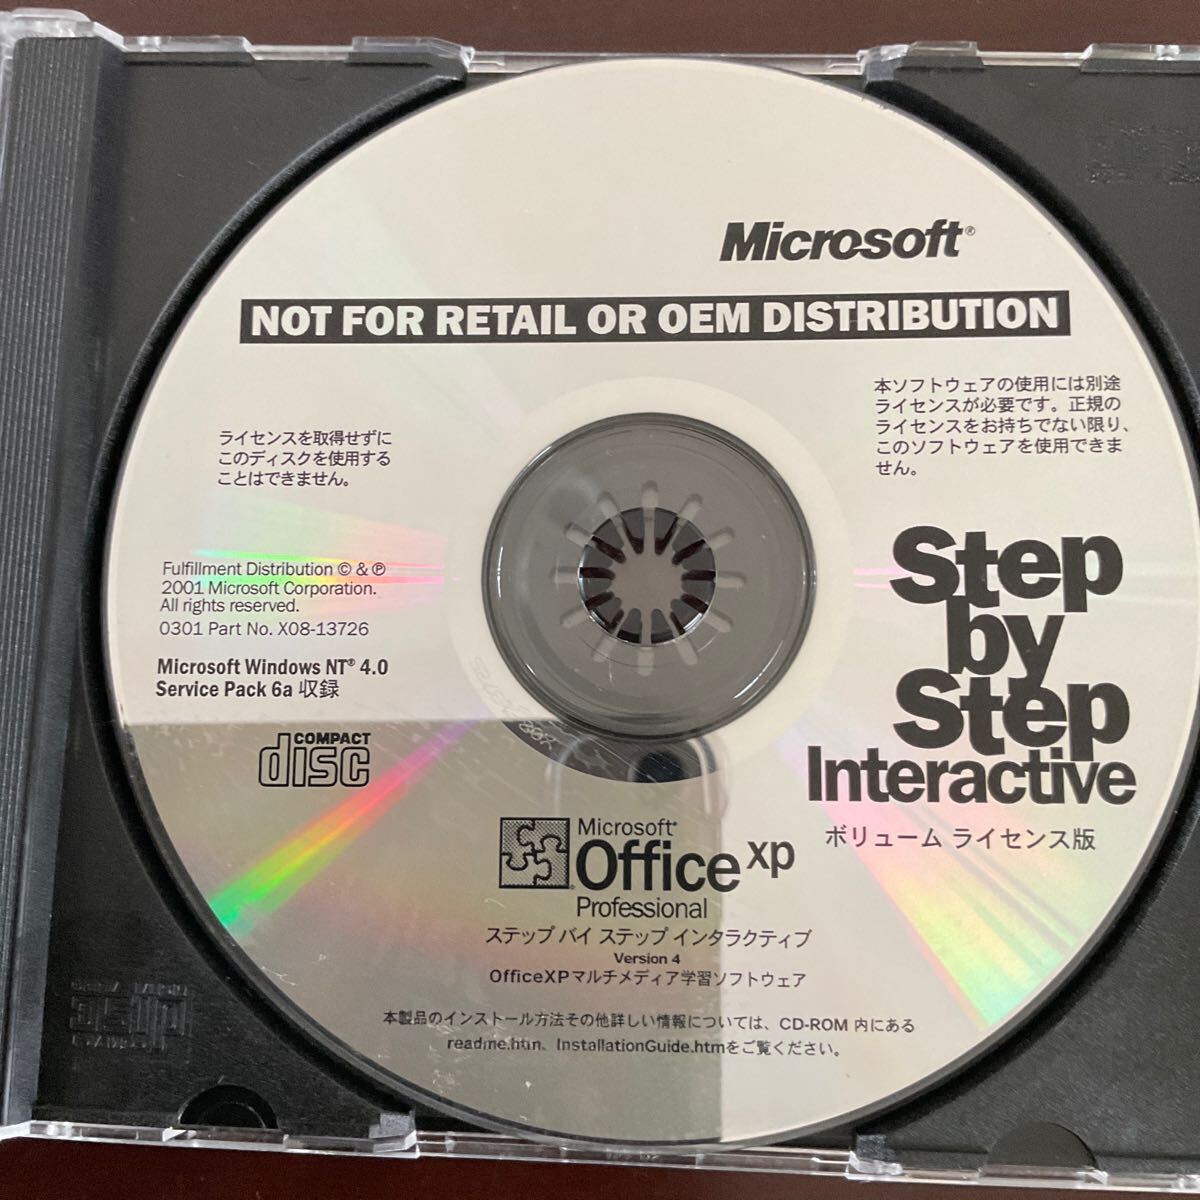 Microsoft®
NOT FOR RETAIL OR OEM DISTRIBUTION
ライセンスを取得せずに
このディスクを使用する
ことはできません。
本ソフトウェアの使用には別途
ライセンスが必要です。正規の
ライセンスをお持ちでない限り、
このソフトウェアを使用できま
せん。
Fulfillment Distribution © & ℗
2001 Microsoft Corporation.
All rights reserved.
0301 Part No. X08-13726
Microsoft Windows NT® 4.0
Service Pack 6a 収録
COMPACT
disc
Step
by
Step
Interactive
ボリューム ライセンス版
Microsoft®
Office xp
Professional
ステップ バイ ステップ インタラクティブ
Version 4
OfficeXPマルチメディア学習ソフトウェア
本製品のインストール方法その他詳しい情報については、CD-ROM 内にある
readme.htm、InstallationGuide.htmをご覧ください。